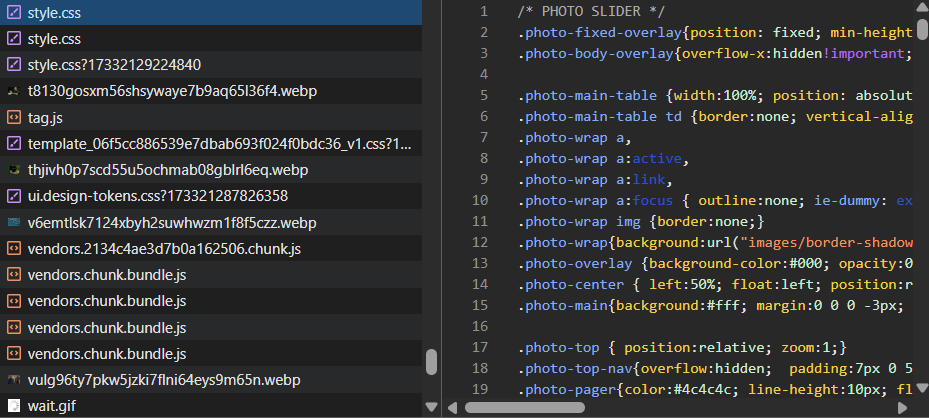 style.css
style.css
style.css?17332129224840
t8130gosxm56shsywaye7b9aq65l36f4.webp
tag.js
template_06f5cc886539e7dbab693f024f0bdc36_v1.css?1...
thjivh0p7scd55u5ochmab08gblrl6eq.webp
ui.design-tokens.css?173321287826358
v6emtlsk7124xbyh2suwhwzm1f8f5czz.webp
vendors.2134c4ae3d7b0a162506.chunk.js
vendors.chunk.bundle.js
vendors.chunk.bundle.js
vendors.chunk.bundle.js
vendors.chunk.bundle.js
vulg96ty7pkw5jzki7flni64eys9m65n.webp
wait.gif
1 /* PHOTO SLIDER */
2 .photo-fixed-overlay{position: fixed; min-height
3 .photo-body-overlay{overflow-x:hidden!important;
4
5 .photo-main-table {width:100%; position: absolut
6 .photo-main-table td {border:none; vertical-alig
7 .photo-wrap a,
8 .photo-wrap a:active,
9 .photo-wrap a:link,
10 .photo-wrap a:focus { outline:none; ie-dummy: ex
11 .photo-wrap img {border:none;}
12 .photo-wrap{background:url("images/border-shadow
13 .photo-overlay {background-color:#000; opacity:0
14 .photo-center { left:50%; float:left; position:r
15 .photo-main{background:#fff; margin:0 0 0 -3px;
16
17 .photo-top { position:relative; zoom:1;}
18 .photo-top-nav{overflow:hidden;  padding:7px 0 5
19 .photo-pager{color:#4c4c4c; line-height:10px; fl